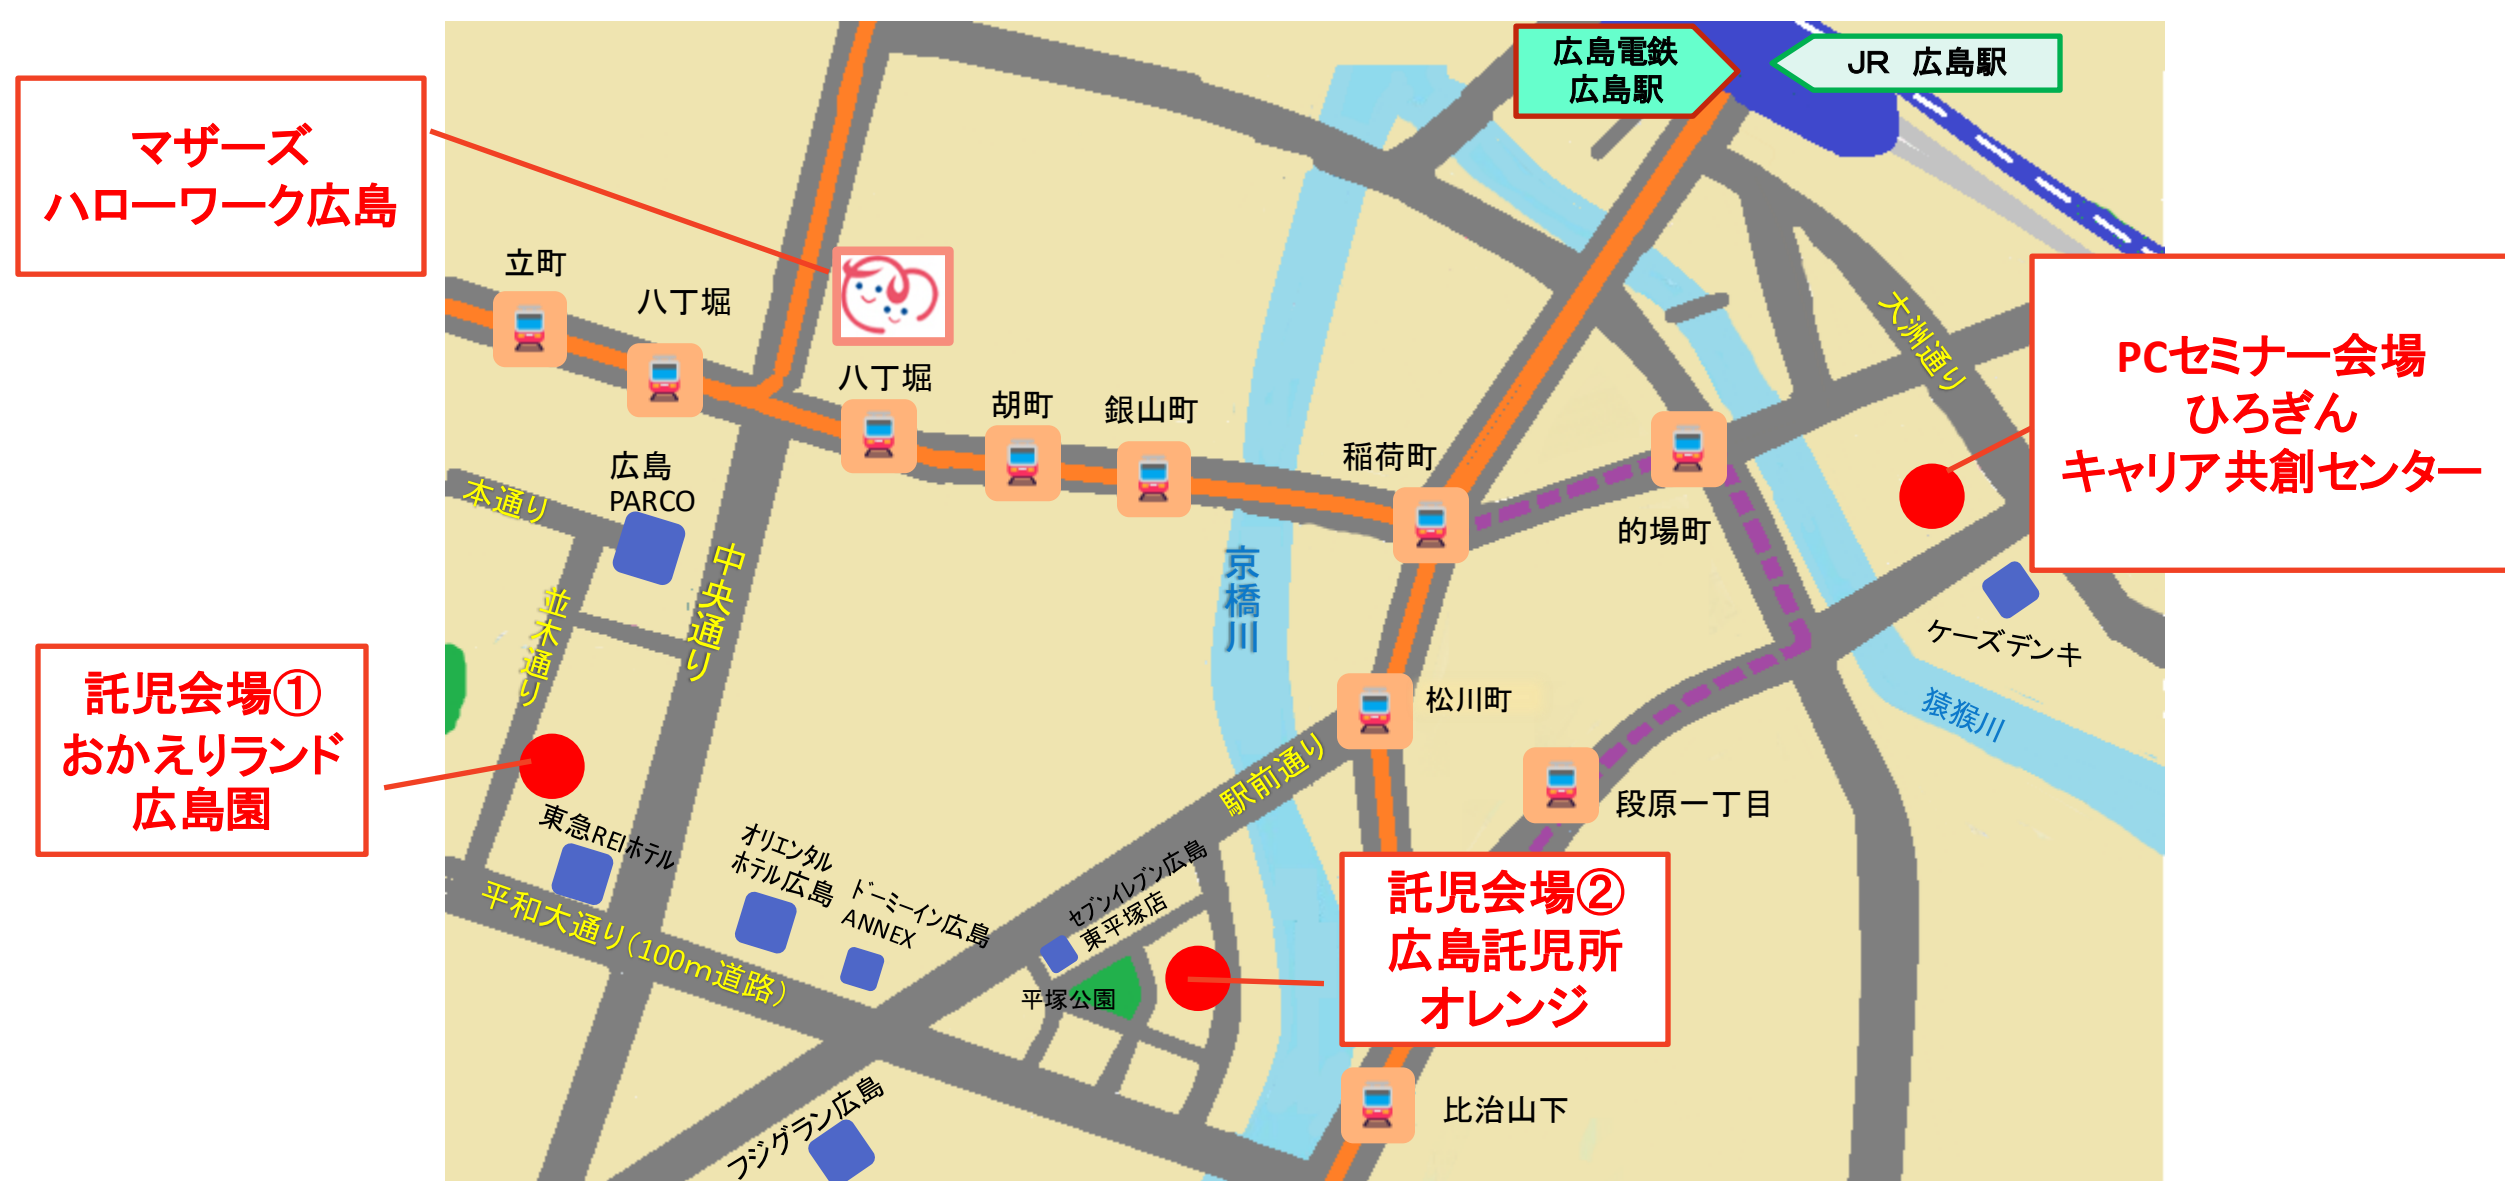 広島電鉄
広島駅
JR 広島駅
マザーズ
ハローワーク広島
立町
八丁堀
八丁堀
胡町
銀山町
稲荷町
的場町
大洲通り
PCセミナー会場
ひろぎん
キャリア共創センター
広島
PARCO
本通り
中央通り
並木通り
京橋川
ケーズデンキ
猿猴川
託児会場①
おかえりランド
広島園
松川町
駅前通り
段原一丁目
東急REIホテル
オリエンタル
ホテル広島
ドーミーイン広島
ANNEX
セブンイレブン広島
東平塚店
平和大通り(100m道路)
平塚公園
託児会場②
広島託児所
オレンジ
フジグラン広島
比治山下